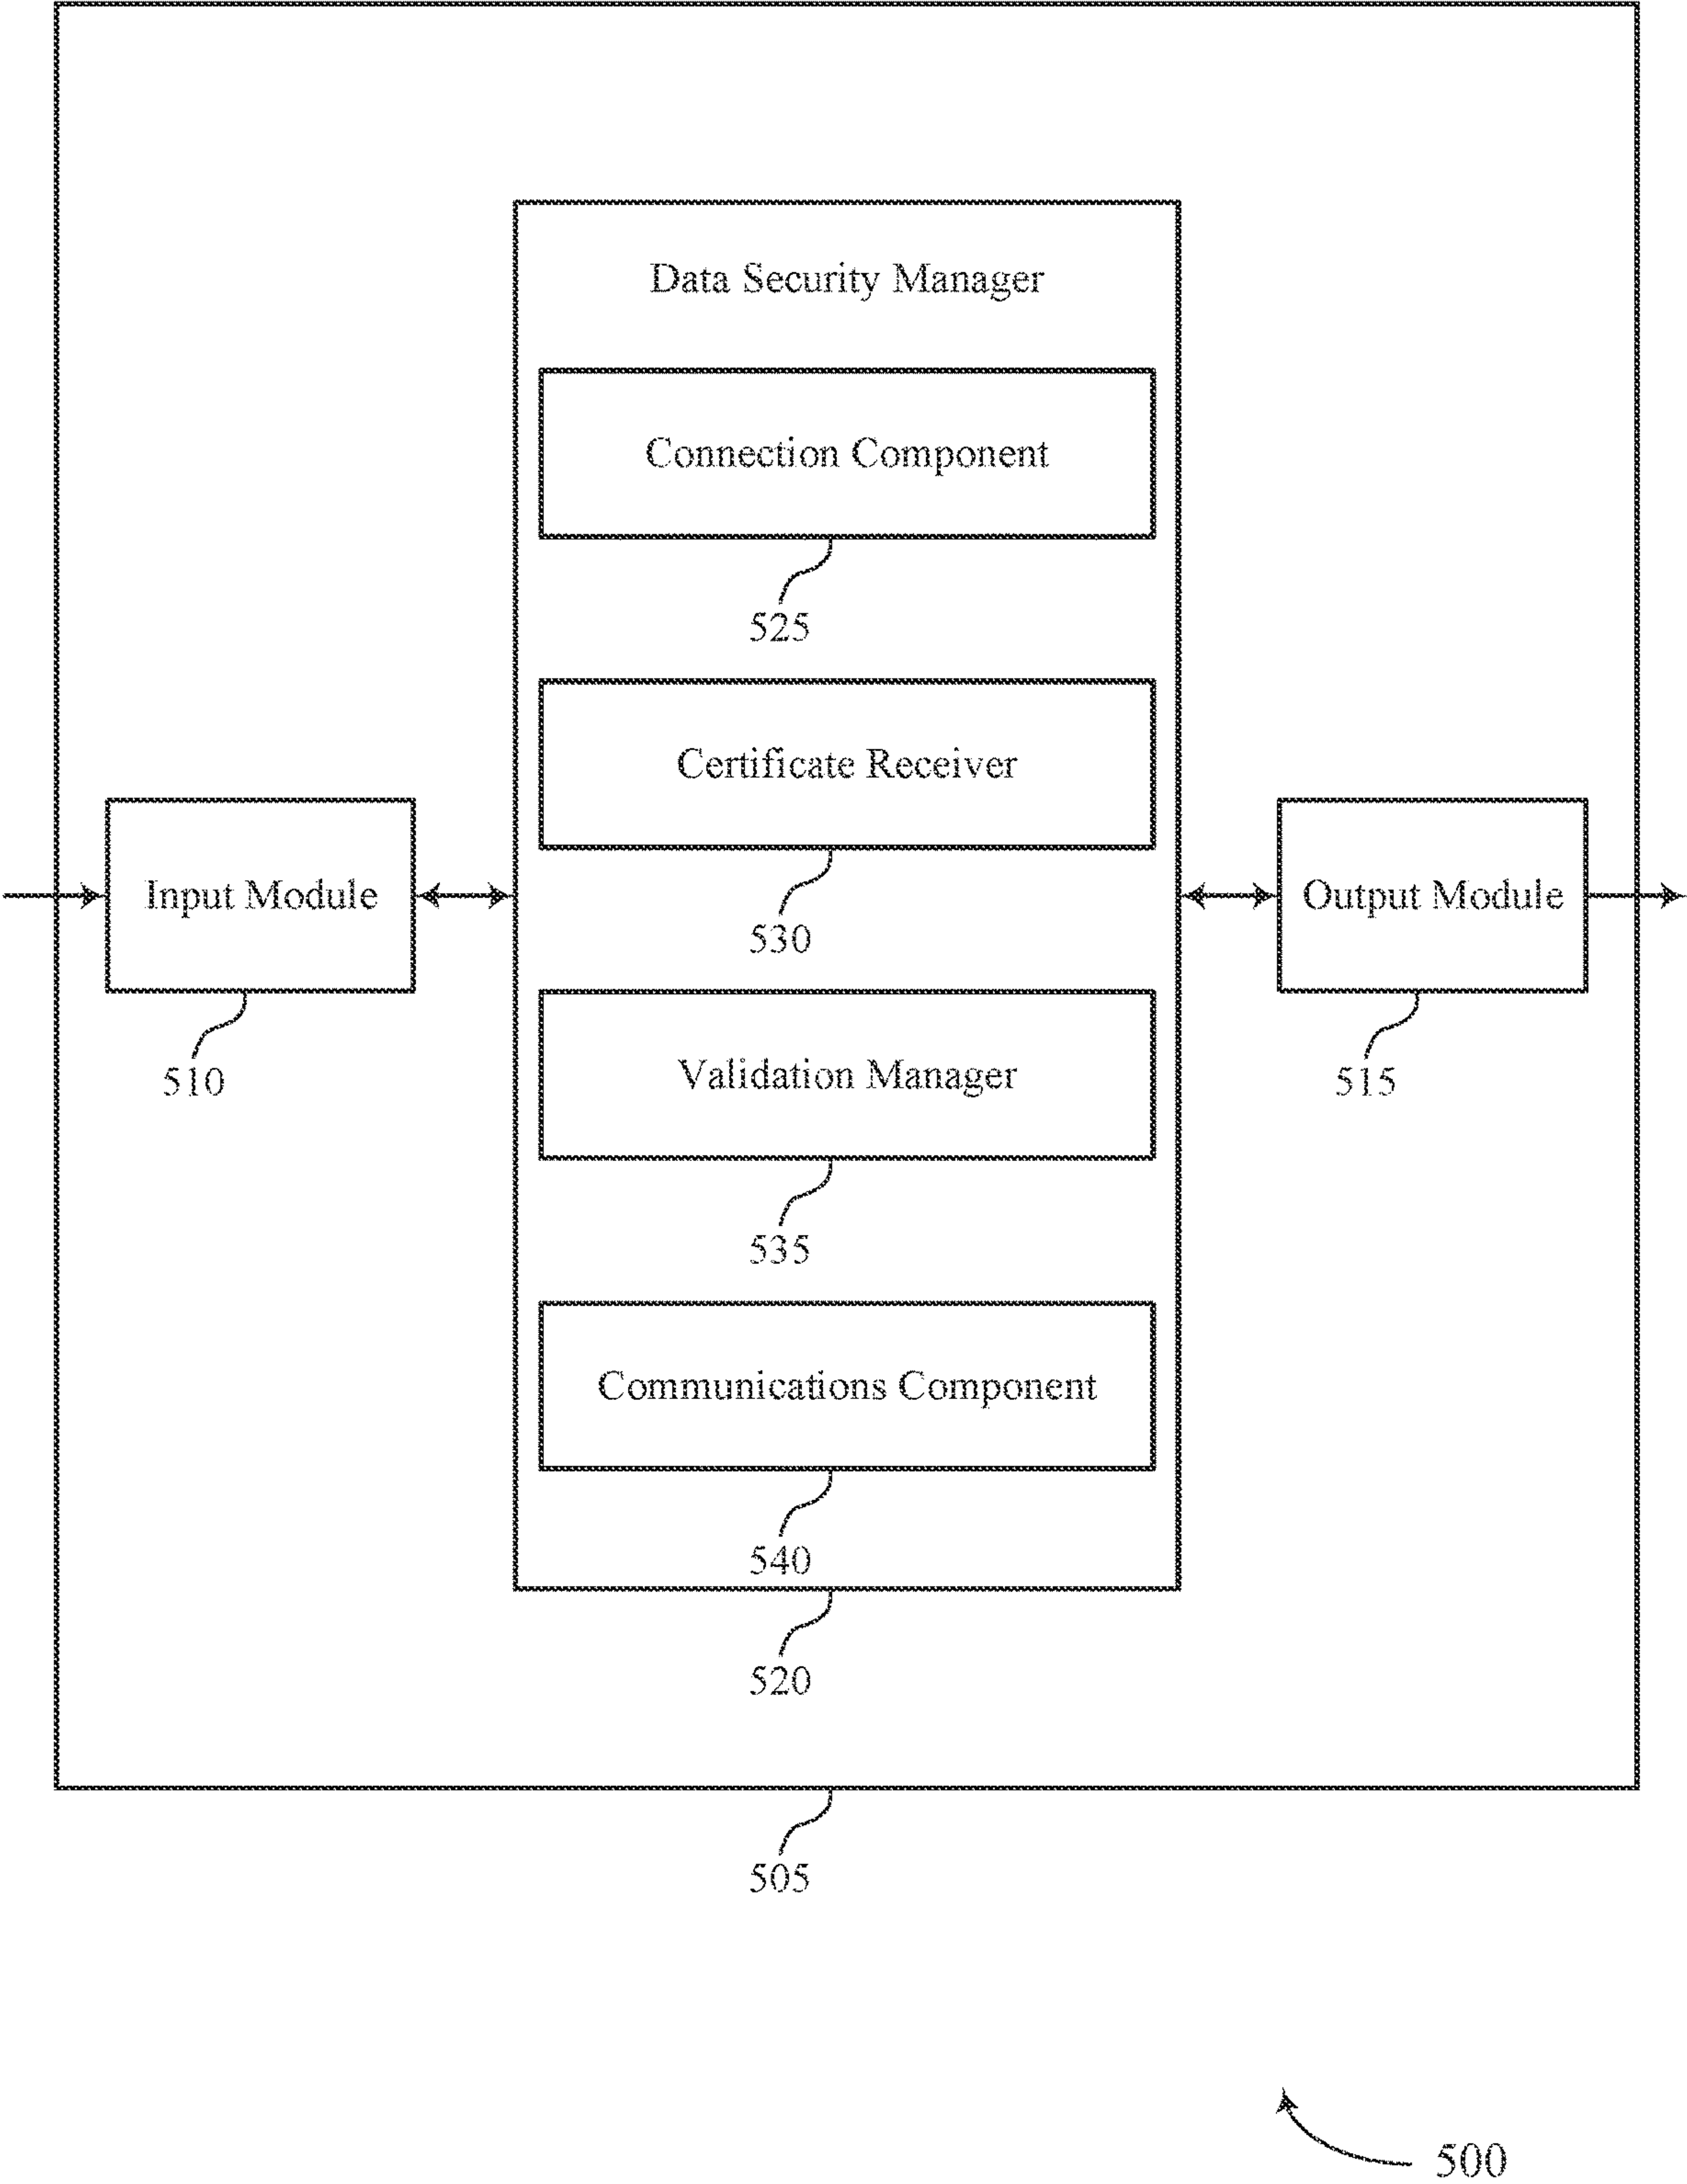 Data Security Manager
Connection Component
525
Certificate Receiver
530
Input Module
510
Output Module
515
Validation Manager
535
Communications Component
540
520
505
500